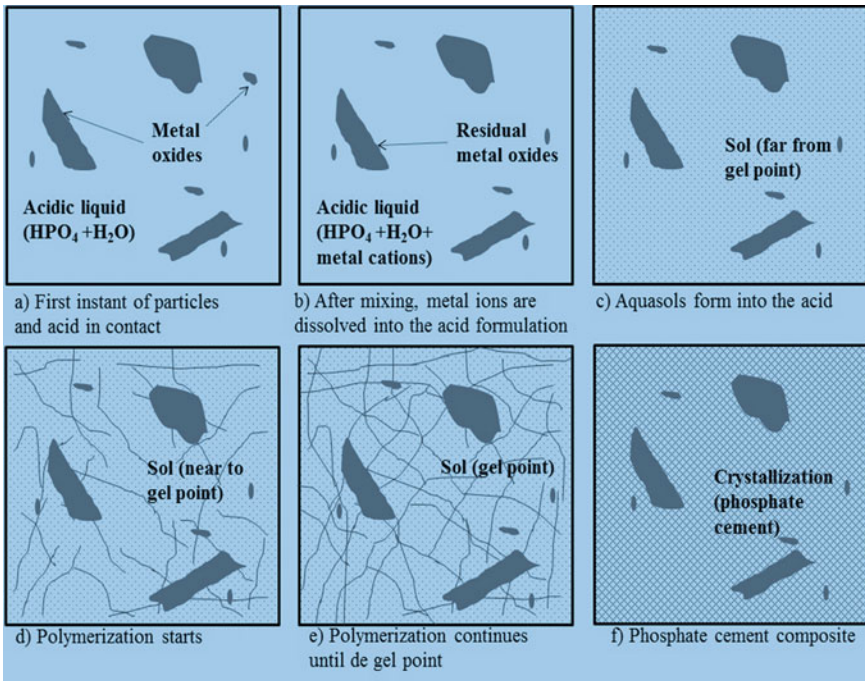 Metal
oxides
Acidic liquid
(HPO₄ +H₂O)
a) First instant of particles
and acid in contact
Residual
metal oxides
Acidic liquid
(HPO₄ +H₂O+
metal cations)
b) After mixing, metal ions are
dissolved into the acid formulation
Sol (far from
gel point)
c) Aquasols form into the acid
Sol (near to
gel point)
d) Polymerization starts
Sol (gel point)
e) Polymerization continues
until de gel point
Crystallization
(phosphate
cement)
f) Phosphate cement composite